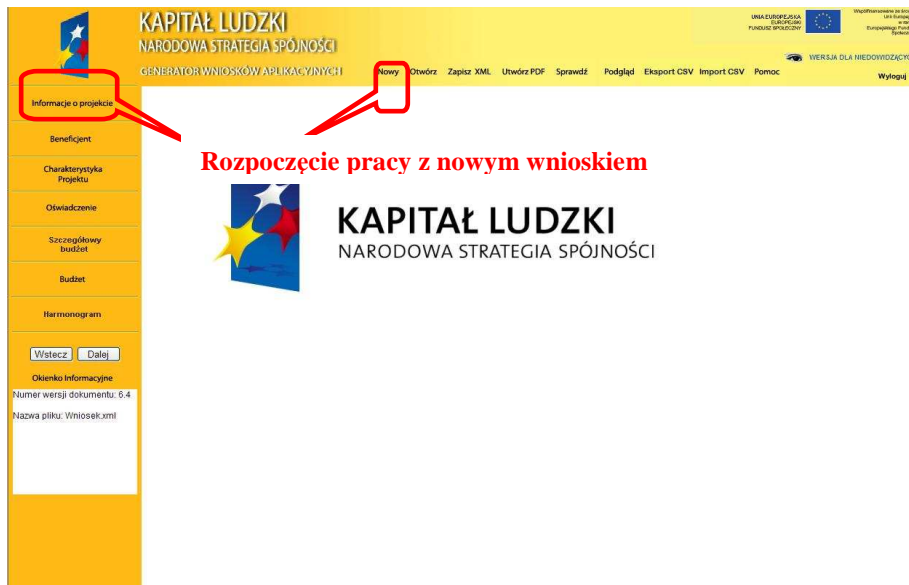 KAPITAŁ LUDZKI
NARODOWA STRATEGIA SPÓJNOŚCI
GENERATOR WNIOSKÓW APLIKACYJNYCH
UNIA EUROPEJSKA
EUROPEJSKI
FUNDUSZ SPOŁECZNY
WERSJA DLA NIEDOWIDZĄCYC
Nowy Otwórz Zapisz XML Utwórz PDF Sprawdź Podgląd Eksport CSV Import CSV Pomoc
Wyloguj
Informacje o projekcie
Beneficjent
Charakterystyka
Projektu
Oświadczenie
Szczegółowy
budżet
Budżet
Harmonogram
Wstecz Dalej
Okienko Informacyjne
Numer wersji dokumentu: 6.4
Nazwa pliku: Wniosek.xml
Rozpoczęcie pracy z nowym wnioskiem
KAPITAŁ LUDZKI
NARODOWA STRATEGIA SPÓJNOŚCI